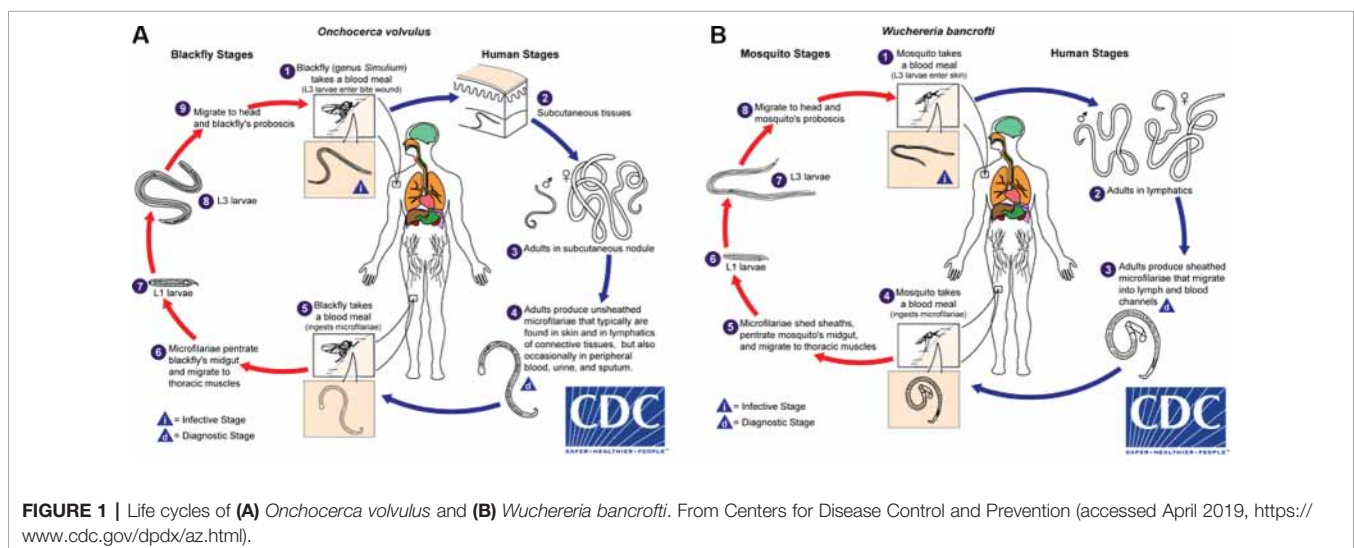 A
Onchocerca volvulus
Blackfly Stages
Human Stages
1 Blackfly (genus Simulium)
takes a blood meal
(L3 larvae enter bite wound)
2
Subcutaneous tissues
3 Adults in subcutaneous nodule
4 Adults produce unsheathed
microfilariae that typically are
found in skin and in lymphatics
of connective tissues, but also
occasionally in peripheral
blood, urine, and sputum.
d
5 Blackfly takes
a blood meal
(ingests microfilariae)
6 Microfilariae pentrate
blackfly's midgut
and migrate to
thoracic muscles
7
L1 larvae
8 L3 larvae
9 Migrate to head
and blackfly's proboscis
i
i = Infective Stage
d = Diagnostic Stage
CDC
SAFER•HEALTHIER•PEOPLE™
B
Wuchereria bancrofti
Mosquito Stages
Human Stages
1 Mosquito takes
a blood meal
(L3 larvae enter skin)
i
♂
♀
2 Adults in lymphatics
3 Adults produce sheathed
microfilariae that migrate
into lymph and blood
channels d
4 Mosquito takes
a blood meal
(ingests microfilariae)
5 Microfilariae shed sheaths,
pentrate mosquito's midgut,
and migrate to thoracic muscles
6
L1 larvae
7 L3 larvae
8 Migrate to head and
mosquito's proboscis
i = Infective Stage
d = Diagnostic Stage
CDC
SAFER•HEALTHIER•PEOPLE™
FIGURE 1 | Life cycles of (A) Onchocerca volvulus and (B) Wuchereria bancrofti. From Centers for Disease Control and Prevention (accessed April 2019, https://
www.cdc.gov/dpdx/az.html).